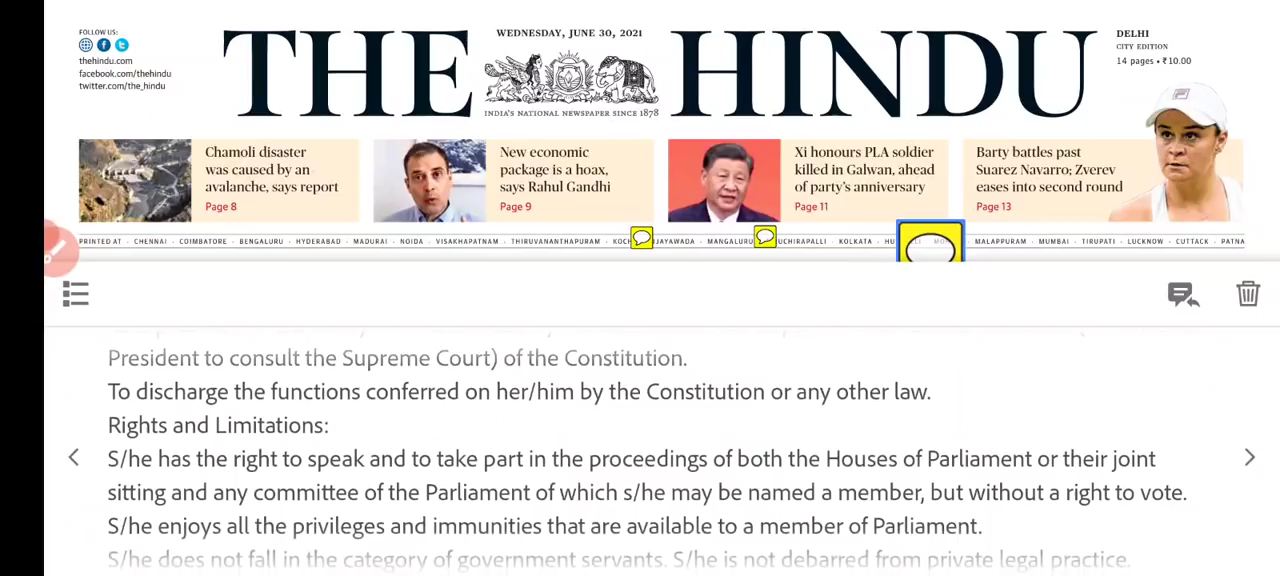 FOLLOW US:
thehindu.com
facebook.com/thehindu
twitter.com/the_hindu
THE HINDU
WEDNESDAY, JUNE 30, 2021
INDIA'S NATIONAL NEWSPAPER SINCE 1878
DELHI
CITY EDITION
14 pages • ₹10.00
Chamoli disaster
was caused by an
avalanche, says report
Page 8
New economic
package is a hoax,
says Rahul Gandhi
Page 9
Xi honours PLA soldier
killed in Galwan, ahead
of party's anniversary
Page 11
Barty battles past
Suarez Navarro; Zverev
eases into second round
Page 13
PRINTED AT · CHENNAI · COIMBATORE · BENGALURU · HYDERABAD · MADURAI · NOIDA · VISAKHAPATNAM · THIRUVANANTHAPURAM · KOCH IJAYAWADA · MANGALURU UCHIRAPALLI · KOLKATA · HU · MALAPPURAM · MUMBAI · TIRUPATI · LUCKNOW · CUTTACK · PATNA
President to consult the Supreme Court) of the Constitution.
To discharge the functions conferred on her/him by the Constitution or any other law.
Rights and Limitations:
S/he has the right to speak and to take part in the proceedings of both the Houses of Parliament or their joint
sitting and any committee of the Parliament of which s/he may be named a member, but without a right to vote.
S/he enjoys all the privileges and immunities that are available to a member of Parliament.
S/he does not fall in the category of government servants. S/he is not debarred from private legal practice.